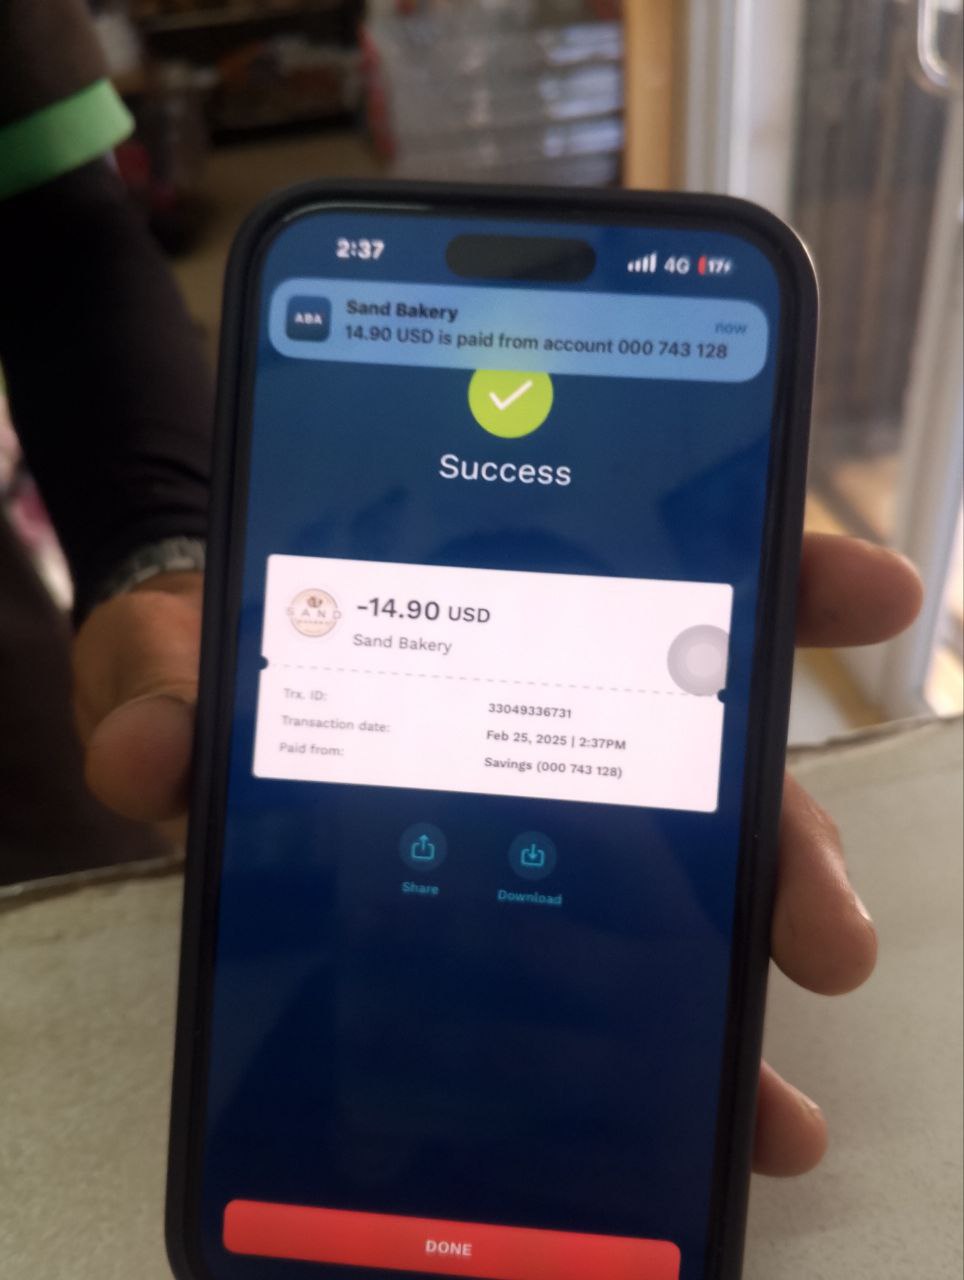 2:37
4G 17
ABA
Sand Bakery
now
14.90 USD is paid from account 000 743 128
Success
SAND
-14.90 USD
Sand Bakery
Trx. ID: 33049336731
Transaction date: Feb 25, 2025 | 2:37PM
Paid from: Savings (000 743 128)
Share Download
DONE